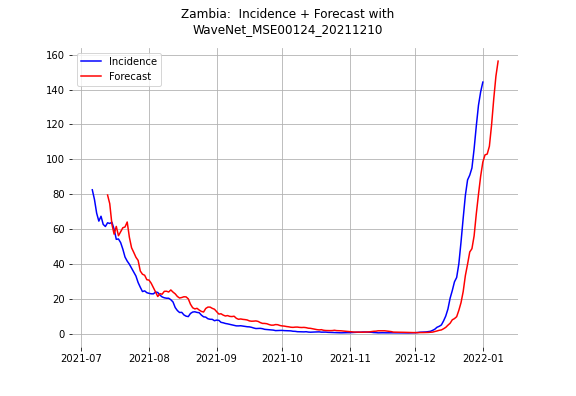 Zambia:  Incidence + Forecast with
WaveNet_MSE00124_20211210
Incidence
Forecast
160
140
120
100
80
60
40
20
0
2021-07 2021-08 2021-09 2021-10 2021-11 2021-12 2022-01